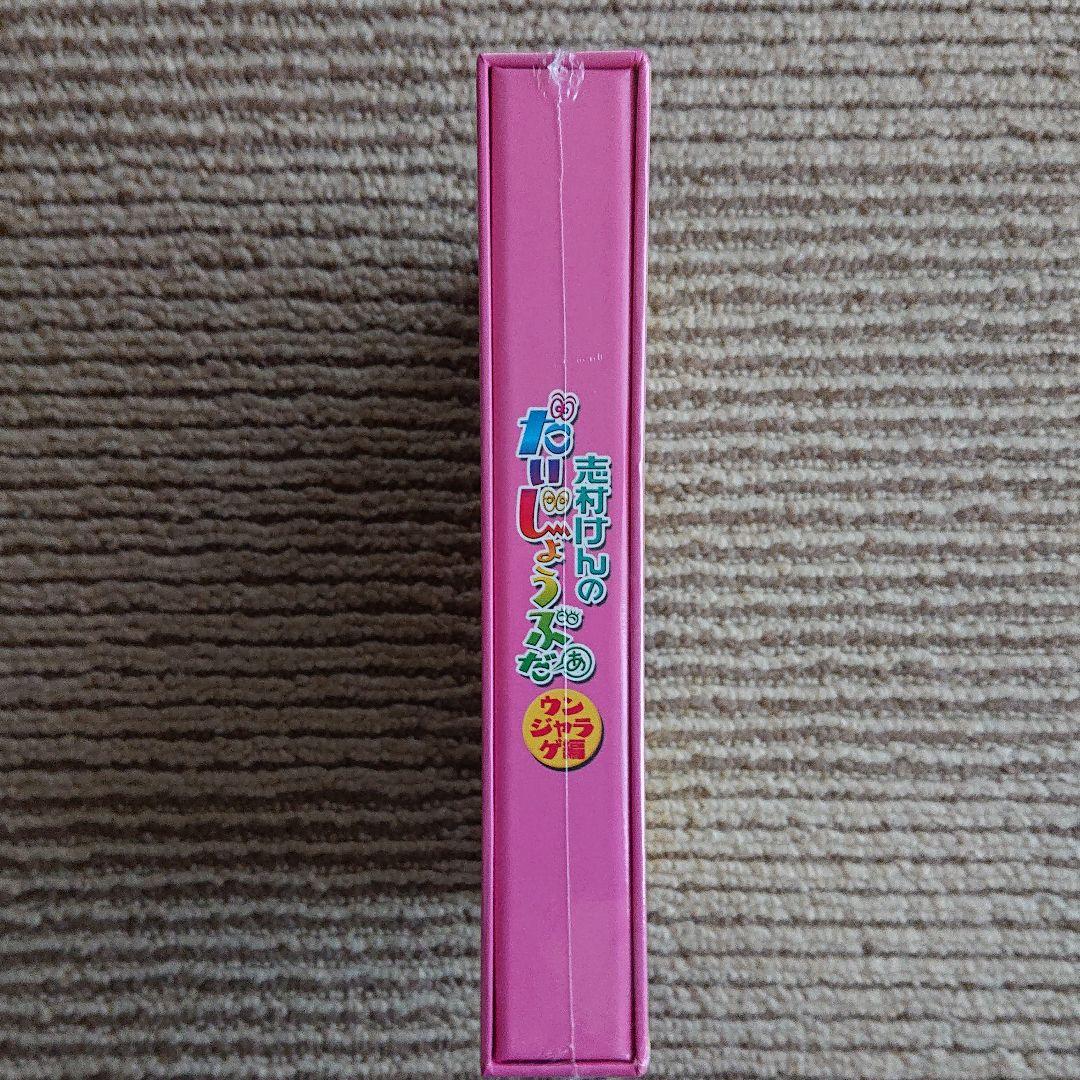 志村けんの
だいじょうぶだぁ
ウン
ジャラ
ゲ編